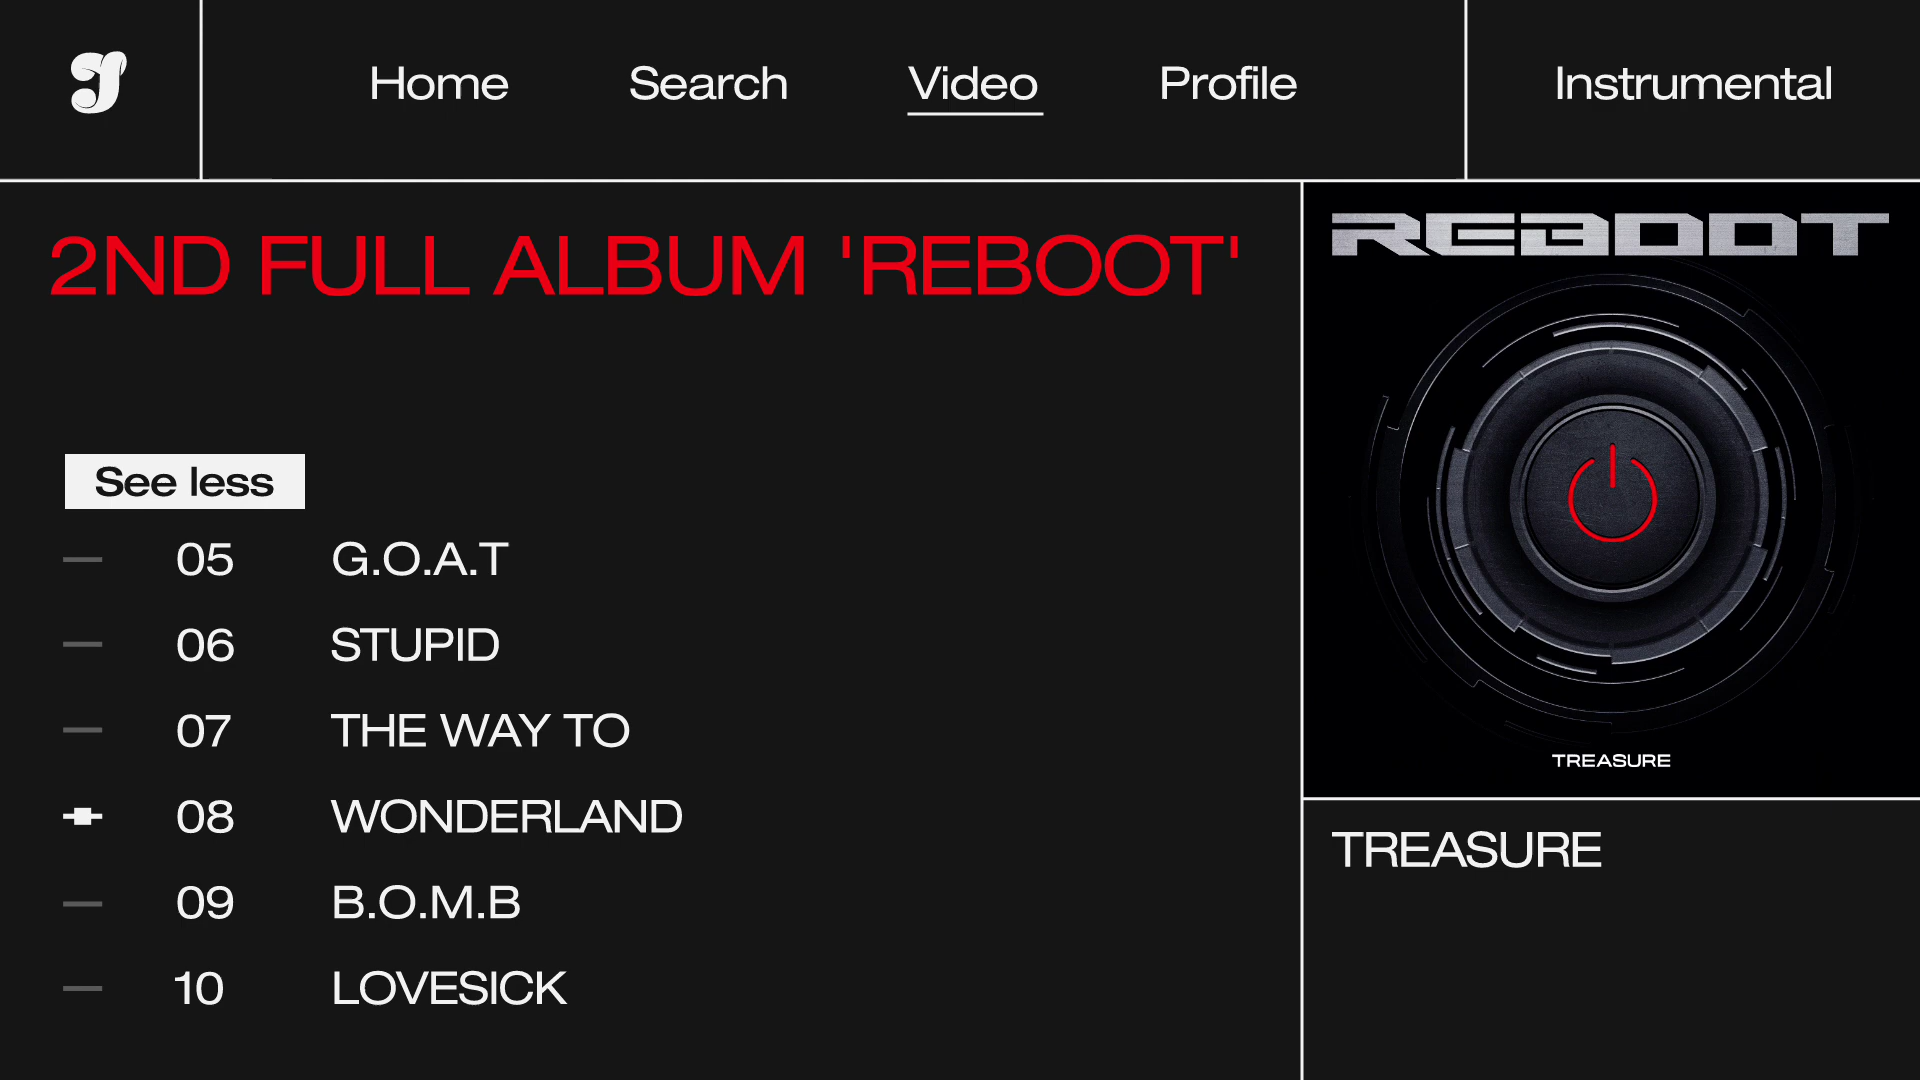 Home
Search
Video
Profile
Instrumental
2ND FULL ALBUM 'REBOOT'
See less
05 G.O.A.T
06 STUPID
07 THE WAY TO
08 WONDERLAND
09 B.O.M.B
10 LOVESICK
REBOOT
TREASURE
TREASURE